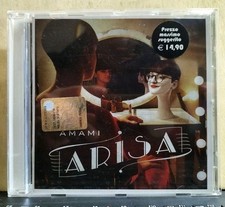 Prezzo
massimo
suggerito
€ 14,90
AMAMI
ARISA